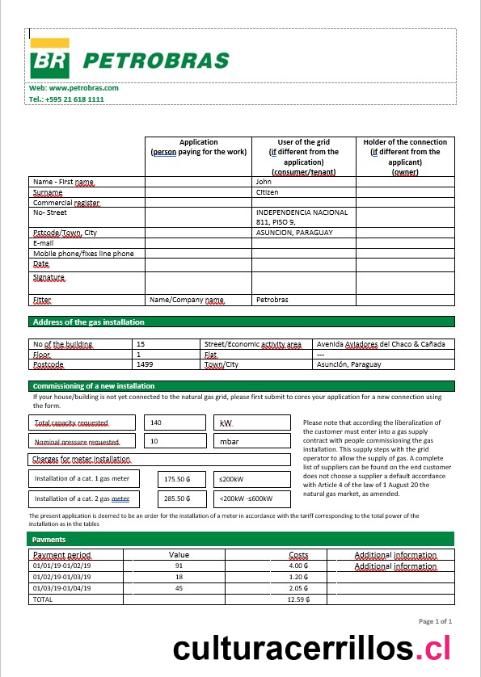 BR PETROBRAS
Web: www.petrobras.com
Tel.: +595 21 618 1111
Application
(person paying for the work)
User of the grid
(if different from the
application)
(consumer/tenant)
Holder of the connection
(if different from the
applicant)
(owner)
Name - First name
John
Surname
Citizen
Commercial register
No- Street
INDEPENDENCIA NACIONAL
811, PISO 9,
Pstcode/Town, City
ASUNCION, PARAGUAY
E-mail
Mobile phone/fixes line phone
Date
Signature
Fitter
Name/Company name
Petrobras
Address of the gas installation
No of the building
15
Street/Economic activity area
Avenida Aviadores del Chaco & Cañada
Floor
1
Flat
---
Postcode
1499
Town/City
Asunción, Paraguay
Commissioning of a new installation
If your house/building is not yet connected to the natural gas grid, please first submit to cores your application for a new connection using
the form.
Total capacity requested
140
kW
Nominal pressure requested
10
mbar
Charges for meter installation
Installation of a cat. 1 gas meter
175.50 ₲
≤200kW
Installation of a cat. 2 gas meter
285.50 ₲
<200kW -≤600kW
Please note that according the liberalization of
the customer must enter into a gas supply
contract with people commissioning the gas
installation. This supply steps with the grid
operator to allow the supply of gas. A complete
list of suppliers can be found on the end customer
does not choose a supplier a default accordance
with Article 4 of the law of 1 August 20 the
natural gas market, as amended.
The present application is deemed to be an order for the installation of a meter in accordance with the tariff corresponding to the total power of the
installation as in the tables
Payments
Payment period
Value
Costs
Additional information
01/01/19-01/02/19
91
4.00 ₲
Additional information
01/02/19-01/03/19
18
1.20 ₲
01/03/19-01/04/19
45
2.05 ₲
TOTAL
12.59 ₲
Page 1 of 1
culturacerrillos.cl